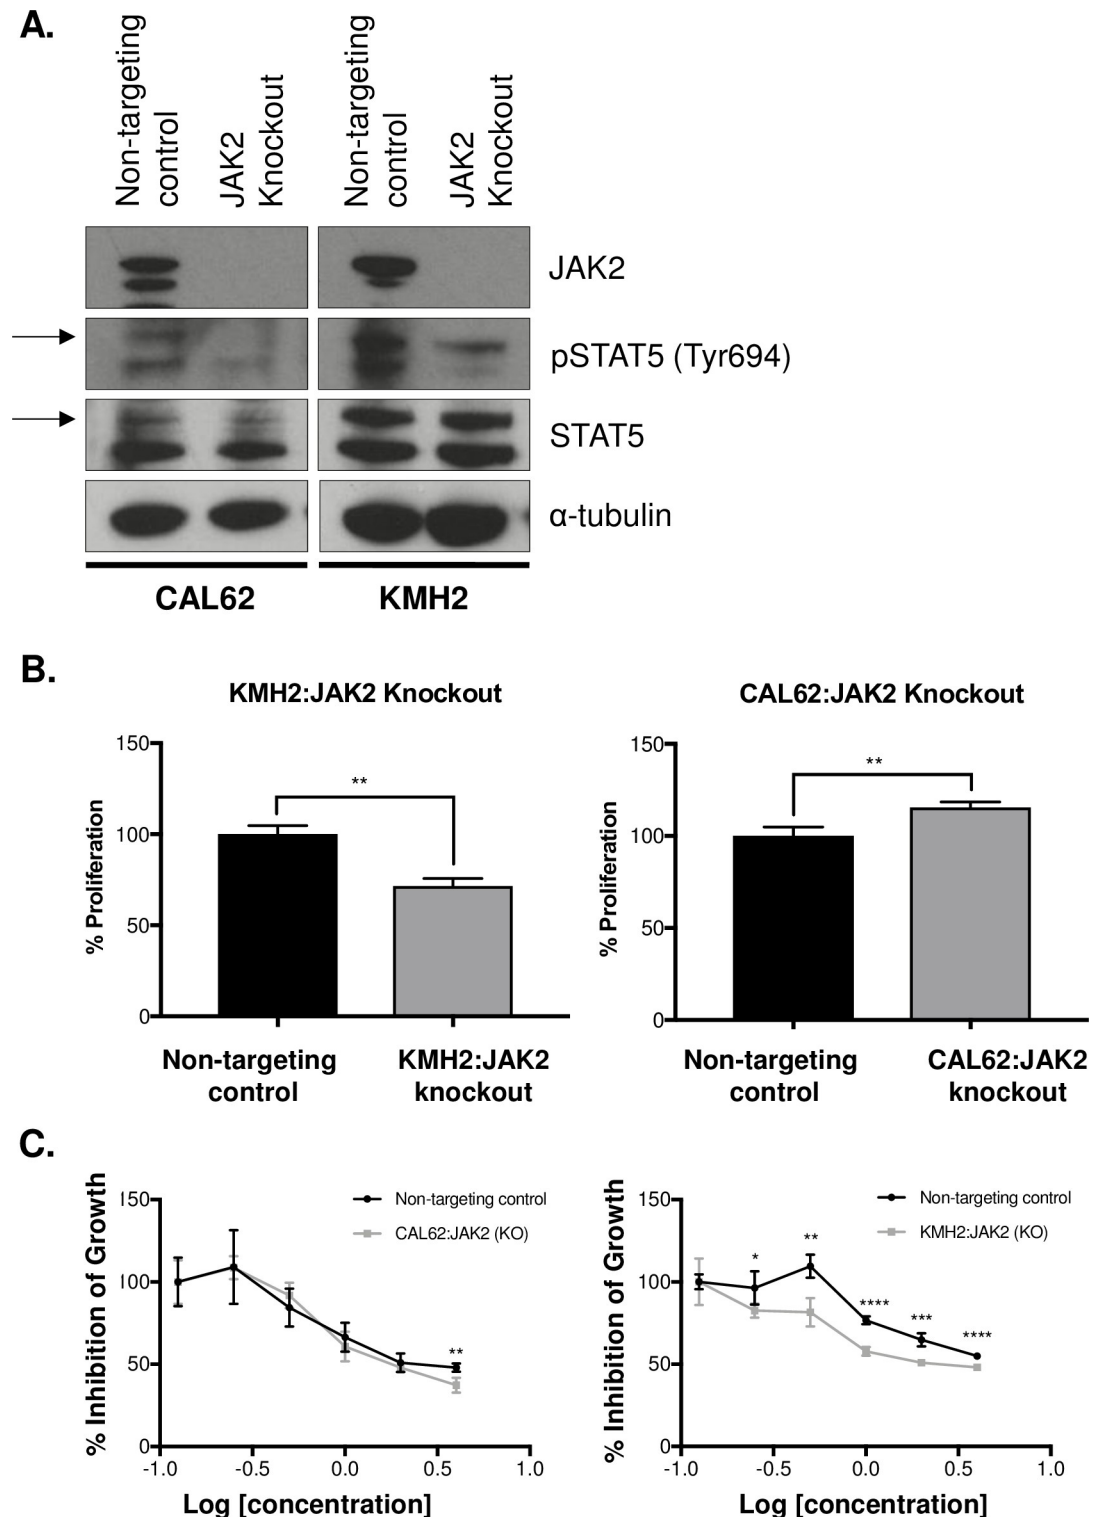 A.
Non-targeting
control
JAK2
Knockout
Non-targeting
control
JAK2
Knockout
JAK2
pSTAT5 (Tyr694)
STAT5
α-tubulin
CAL62
KMH2
B.
KMH2:JAK2 Knockout
150
100
50
0
% Proliferation
**
Non-targeting
control
KMH2:JAK2
knockout
CAL62:JAK2 Knockout
150
100
50
0
% Proliferation
**
Non-targeting
control
CAL62:JAK2
knockout
C.
% Inhibition of Growth
150
100
50
0
Non-targeting control
CAL62:JAK2 (KO)
**
-1.0
-0.5
0.0
0.5
1.0
Log [concentration]
% Inhibition of Growth
150
100
50
0
Non-targeting control
KMH2:JAK2 (KO)
*
**
****
***
****
-1.0
-0.5
0.0
0.5
1.0
Log [concentration]